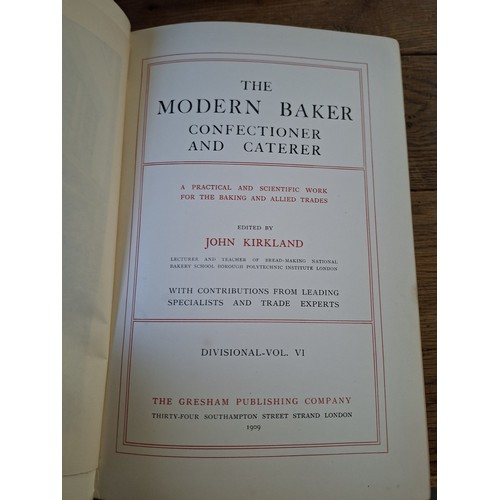 THE
MODERN BAKER
CONFECTIONER
AND CATERER
A PRACTICAL AND SCIENTIFIC WORK
FOR THE BAKING AND ALLIED TRADES
EDITED BY
JOHN KIRKLAND
LECTURER AND TEACHER OF BREAD-MAKING NATIONAL
BAKERY SCHOOL, BOROUGH POLYTECHNIC INSTITUTE LONDON
WITH CONTRIBUTIONS FROM LEADING
SPECIALISTS AND TRADE EXPERTS
DIVISIONAL-VOL. VI
THE GRESHAM PUBLISHING COMPANY
THIRTY-FOUR SOUTHAMPTON STREET STRAND LONDON
1909